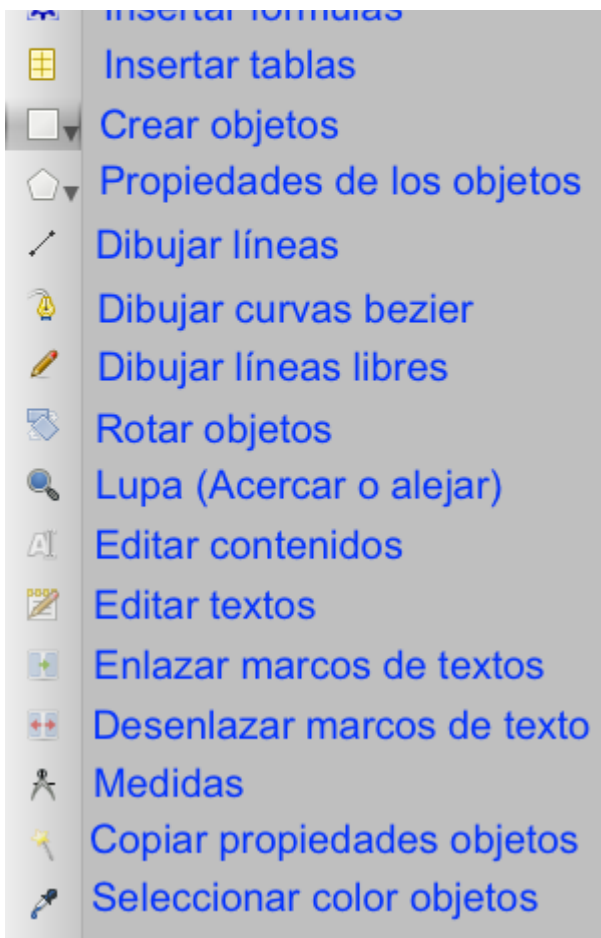 Insertar fórmulas
Insertar tablas
Crear objetos
Propiedades de los objetos
Dibujar líneas
Dibujar curvas bezier
Dibujar líneas libres
Rotar objetos
Lupa (Acercar o alejar)
Editar contenidos
Editar textos
Enlazar marcos de textos
Desenlazar marcos de texto
Medidas
Copiar propiedades objetos
Seleccionar color objetos